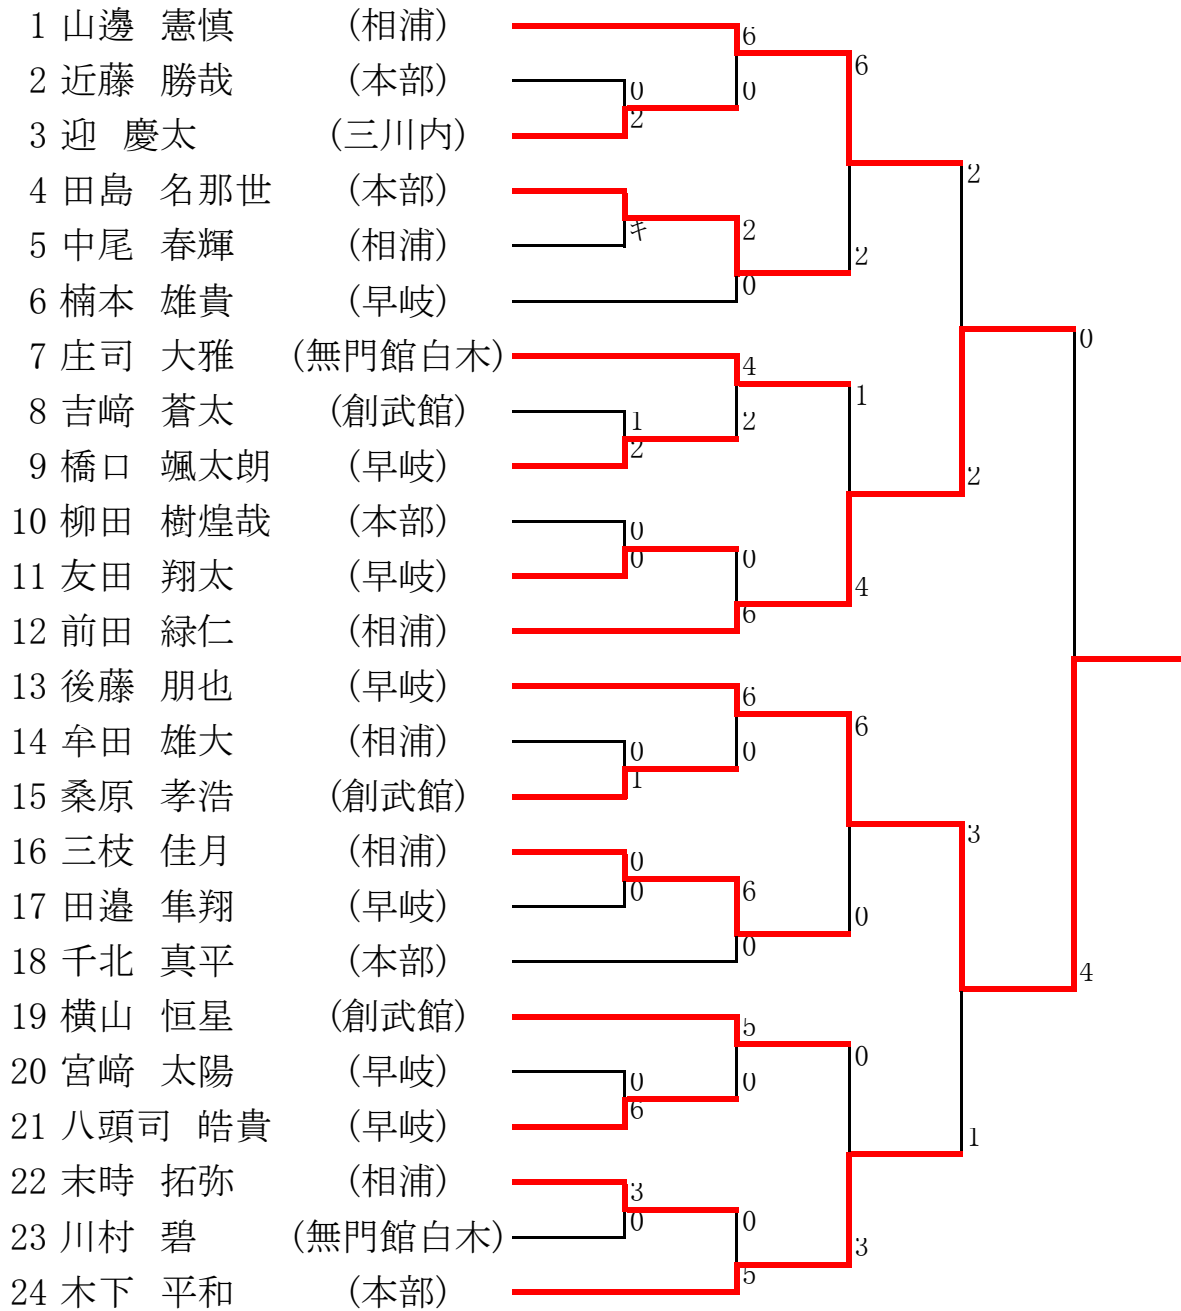 1 山邊 憲慎 (相浦) 6
2 近藤 勝哉 (本部) 0 0 6
3 迎 慶太 (三川内) 2
4 田島 名那世 (本部) 2
5 中尾 春輝 (相浦) キ 2 2
6 楠本 雄貴 (早岐) 0
7 庄司 大雅 (無門館白木) 4 0
8 吉﨑 蒼太 (創武館) 1 2 1
9 橋口 颯太朗 (早岐) 2 2
10 柳田 樹煌哉 (本部) 0
11 友田 翔太 (早岐) 0 0 4
12 前田 緑仁 (相浦) 6
13 後藤 朋也 (早岐) 6 6
14 牟田 雄大 (相浦) 0 0
15 桑原 孝浩 (創武館) 1
16 三枝 佳月 (相浦) 0 3
17 田邉 隼翔 (早岐) 0 6 0
18 千北 真平 (本部) 0 4
19 横山 恒星 (創武館) 5
20 宮﨑 太陽 (早岐) 0 0 0
21 八頭司 皓貴 (早岐) 6 1
22 末時 拓弥 (相浦) 3
23 川村 碧 (無門館白木) 0 0 3
24 木下 平和 (本部) 5